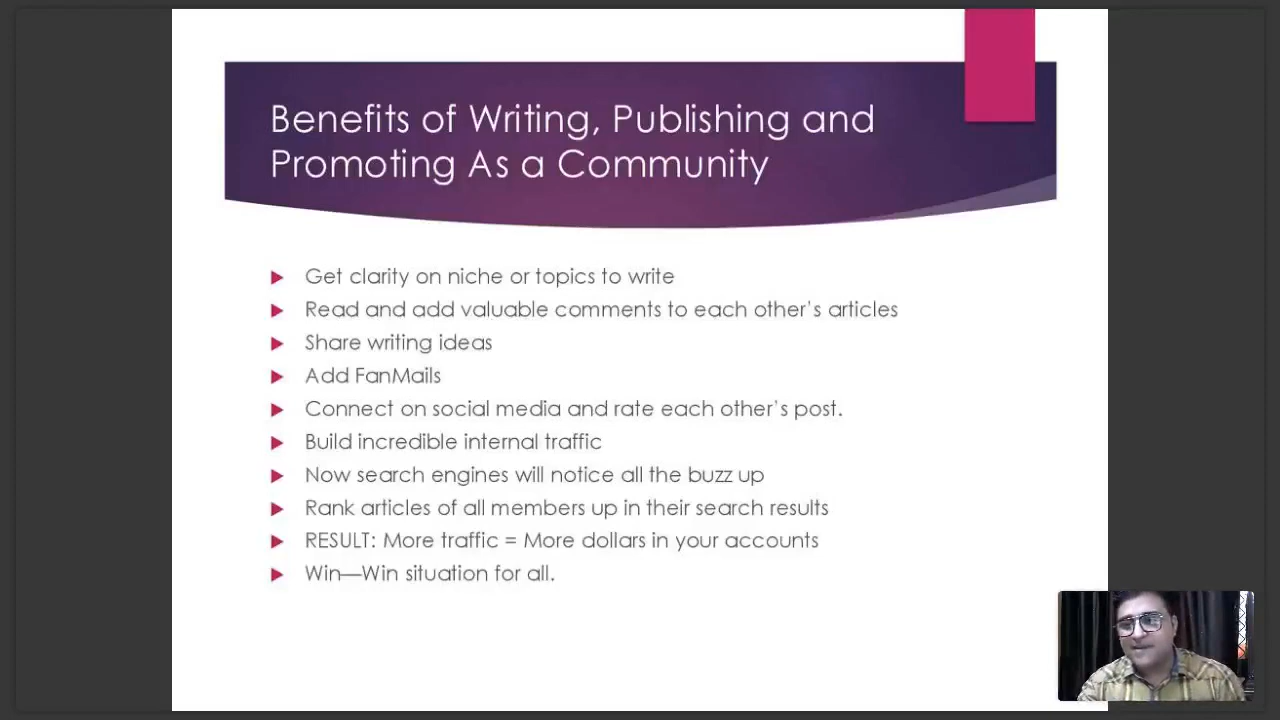 Benefits of Writing, Publishing and
Promoting As a Community
Get clarity on niche or topics to write
Read and add valuable comments to each other's articles
Share writing ideas
Add FanMails
Connect on social media and rate each other's post.
Build incredible internal traffic
Now search engines will notice all the buzz up
Rank articles of all members up in their search results
RESULT: More traffic = More dollars in your accounts
Win—Win situation for all.